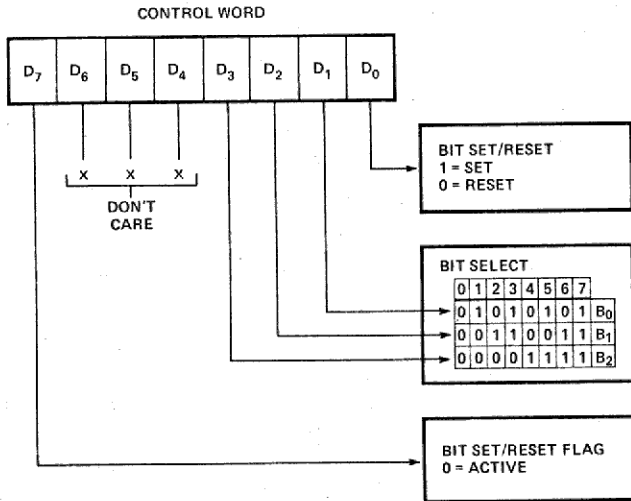 CONTROL WORD
D7 D6 D5 D4 D3 D2 D1 D0
X X X
DON'T
CARE
BIT SET/RESET
1 = SET
0 = RESET
BIT SELECT
0 1 2 3 4 5 6 7
0 1 0 1 0 1 0 1 B0
0 0 1 1 0 0 1 1 B1
0 0 0 0 1 1 1 1 B2
BIT SET/RESET FLAG
0 = ACTIVE